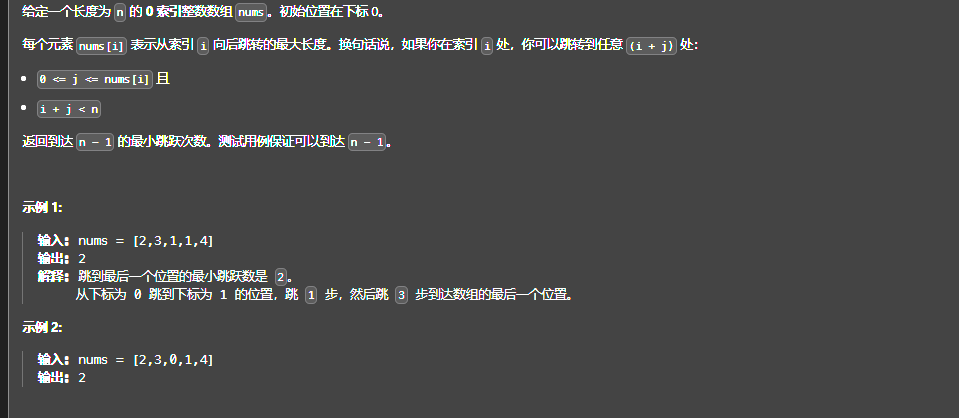 给定一个长度为 n 的 0 索引整数数组 nums。初始位置在下标 0。
每个元素 nums[i] 表示从索引 i 向后跳转的最大长度。换句话说，如果你在索引 i 处，你可以跳转到任意 (i + j) 处：
• 0 <= j <= nums[i] 且
• i + j < n
返回到达 n - 1 的最小跳跃次数。测试用例保证可以到达 n - 1。
示例 1:
输入: nums = [2,3,1,1,4]
输出: 2
解释: 跳到最后一个位置的最小跳跃数是 2。
从下标为 0 跳到下标为 1 的位置，跳 1 步，然后跳 3 步到达数组的最后一个位置。
示例 2:
输入: nums = [2,3,0,1,4]
输出: 2